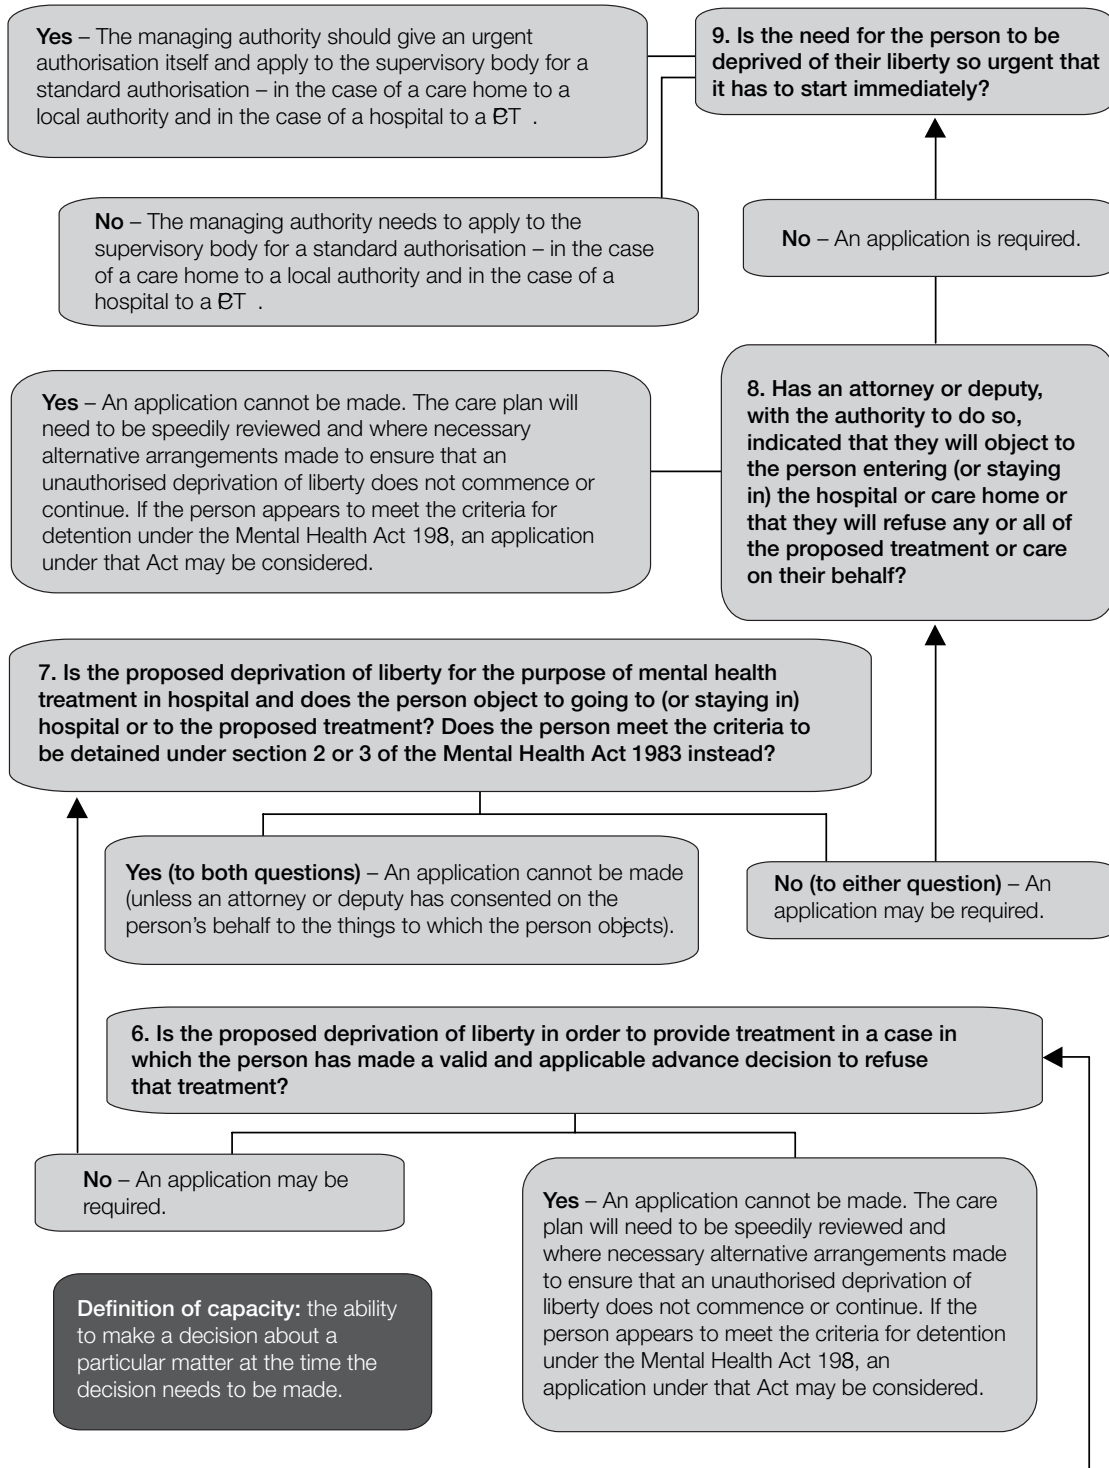 Yes – The managing authority should give an urgent
authorisation itself and apply to the supervisory body for a
standard authorisation – in the case of a care home to a
local authority and in the case of a hospital to a
9. Is the need for the person to be
deprived of their liberty so urgent that
it has to start immediately?
No – The managing authority needs to apply to the
supervisory body for a standard authorisation – in the case
of a care home to a local authority and in the case of a
hospital to a
No – An application is required.
Yes – An application cannot be made. The care plan will
need to be speedily reviewed and where necessary
alternative arrangements made to ensure that an
unauthorised deprivation of liberty does not commence or
continue. If the person appears to meet the criteria for
detention under the Mental Health Act 198, an application
under that Act may be considered.
8. Has an attorney or deputy,
with the authority to do so,
indicated that they will object to
the person entering (or staying
in) the hospital or care home or
that they will refuse any or all of
the proposed treatment or care
on their behalf?
7. Is the proposed deprivation of liberty for the purpose of mental health
treatment in hospital and does the person object to going to (or staying in)
hospital or to the proposed treatment? Does the person meet the criteria to
be detained under section 2 or 3 of the Mental Health Act 1983 instead?
Yes (to both questions) – An application cannot be made
(unless an attorney or deputy has consented on the
person's behalf to the things to which the person objects).
No (to either question) – An
application may be required.
6. Is the proposed deprivation of liberty in order to provide treatment in a case in
which the person has made a valid and applicable advance decision to refuse
that treatment?
No – An application may be
required.
Yes – An application cannot be made. The care
plan will need to be speedily reviewed and
where necessary alternative arrangements made
to ensure that an unauthorised deprivation of
liberty does not commence or continue. If the
person appears to meet the criteria for detention
under the Mental Health Act 198, an
application under that Act may be considered.
Definition of capacity: the ability
to make a decision about a
particular matter at the time the
decision needs to be made.